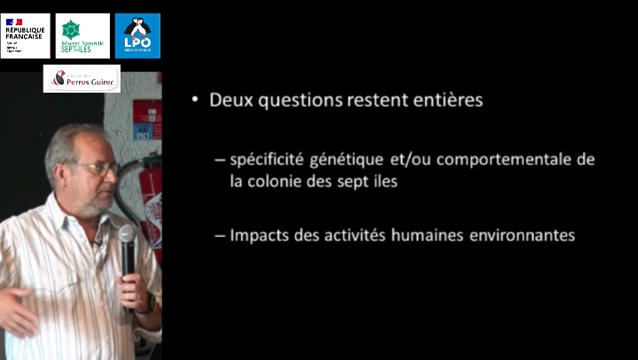 RÉPUBLIQUE
FRANÇAISE
Réserve Naturelle
SEPT-ILES
LPO
Perros-Guirec
• Deux questions restent entières
– spécificité génétique et/ou comportementale de
la colonie des sept iles
– Impacts des activités humaines environnantes